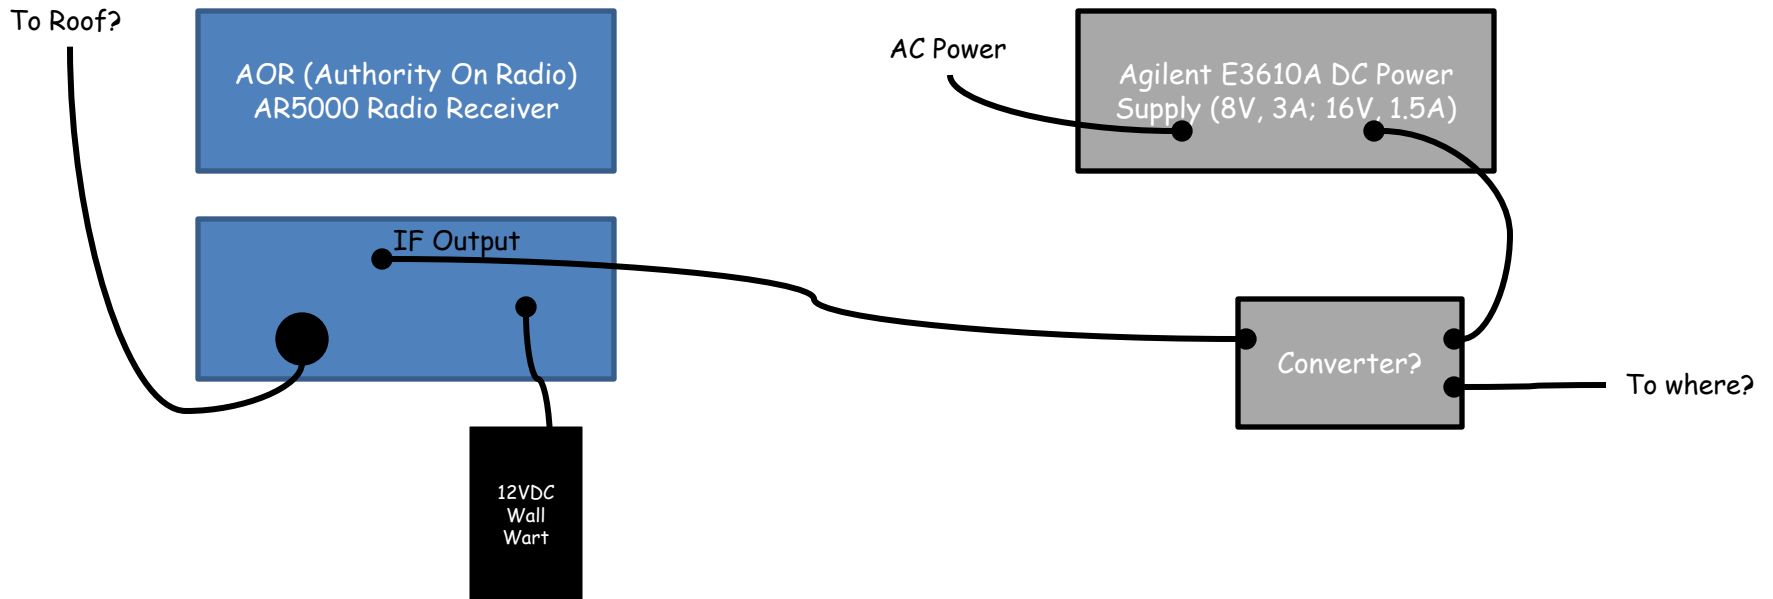 To Roof?
AOR (Authority On Radio)
AR5000 Radio Receiver
AC Power
Agilent E3610A DC Power
Supply (8V, 3A; 16V, 1.5A)
IF Output
Converter?
To where?
12VDC
Wall
Wart